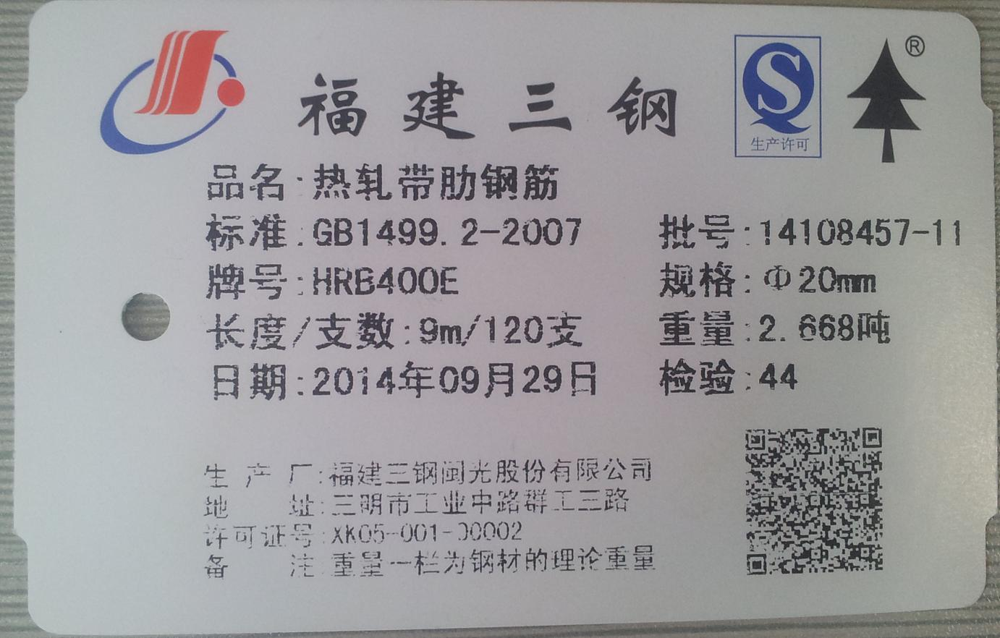 福建三钢
S
生产许可
®
品名:热轧带肋钢筋
标准:GB1499.2-2007 批号:14108457-11
牌号:HRB400E 规格:Φ20mm
长度/支数:9m/120支 重量:2.668吨
日期:2014年09月29日 检验:44
生产厂:福建三钢闽光股份有限公司
地址:三明市工业中路群工三路
许可证号:XK05-001-00002
备注:重量一栏为钢材的理论重量